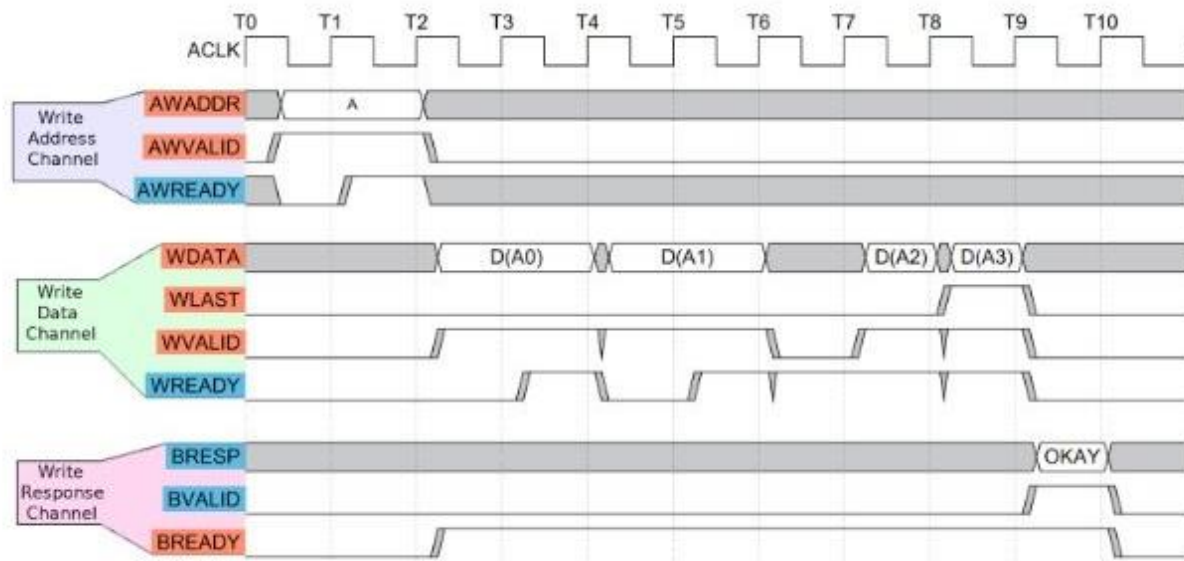 T0 T1 T2 T3 T4 T5 T6 T7 T8 T9 T10
ACLK
Write
Address
Channel
AWADDR
A
AWVALID
AWREADY
Write
Data
Channel
WDATA
D(A0) D(A1) D(A2) D(A3)
WLAST
WVALID
WREADY
Write
Response
Channel
BRESP
OKAY
BVALID
BREADY